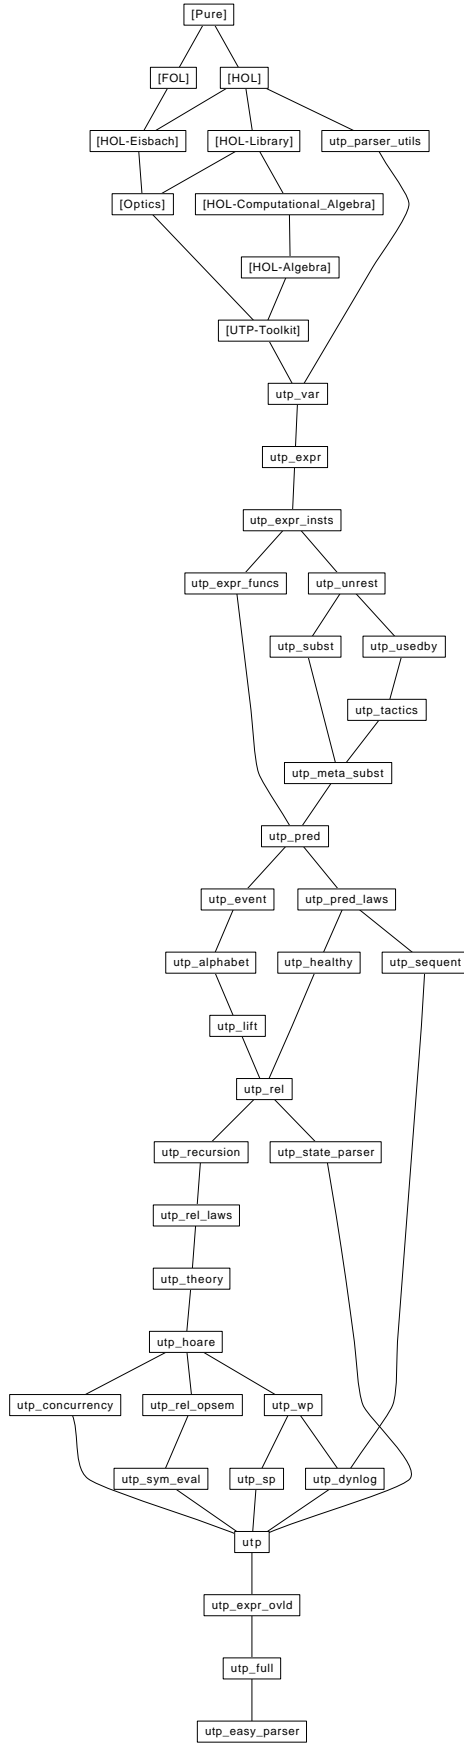 [Pure]
[FOL]
[HOL]
[HOL-Eisbach]
[HOL-Library]
utp_parser_utils
[Optics]
[HOL-Computational_Algebra]
[HOL-Algebra]
[UTP-Toolkit]
utp_var
utp_expr
utp_expr_insts
utp_expr_funcs
utp_unrest
utp_subst
utp_usedby
utp_tactics
utp_meta_subst
utp_pred
utp_event
utp_pred_laws
utp_alphabet
utp_healthy
utp_sequent
utp_lift
utp_rel
utp_recursion
utp_state_parser
utp_rel_laws
utp_theory
utp_hoare
utp_concurrency
utp_rel_opsem
utp_wp
utp_sym_eval
utp_sp
utp_dynlog
utp
utp_expr_ovld
utp_full
utp_easy_parser